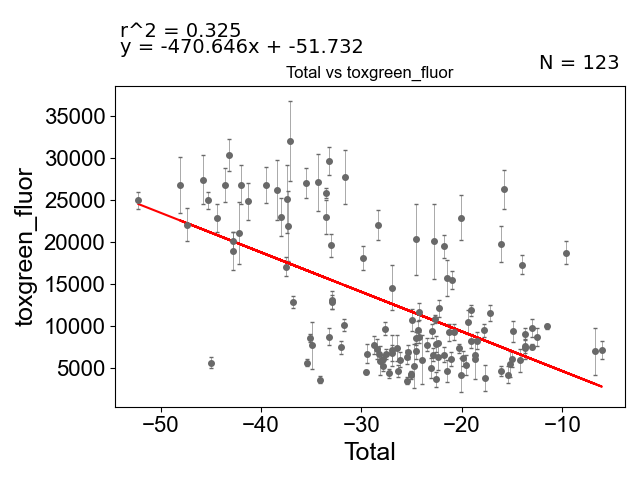 r^2 = 0.325
y = -470.646x + -51.732
N = 123
Total vs toxgreen_fluor
35000
30000
25000
20000
15000
10000
5000
toxgreen_fluor
−50
−40
−30
−20
−10
Total